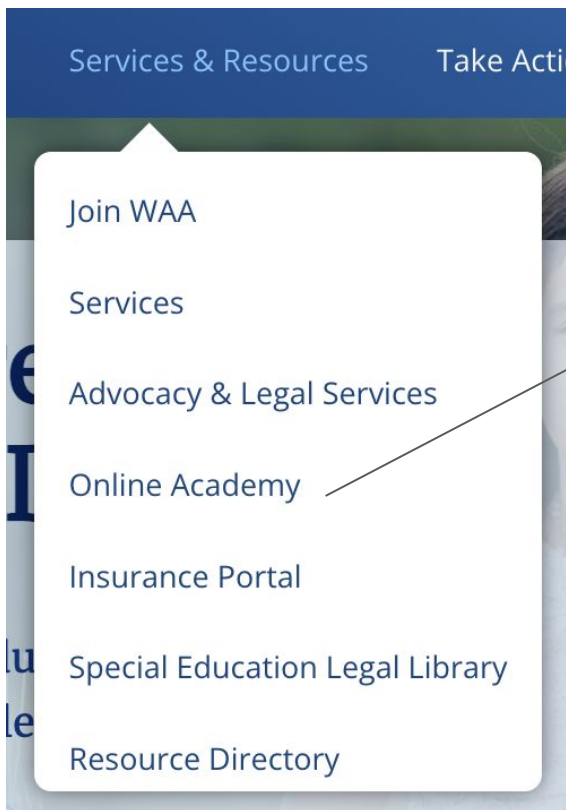 Services & Resources
Join WAA
Services
Advocacy & Legal Services
Online Academy
Insurance Portal
Special Education Legal Library
Resource Directory